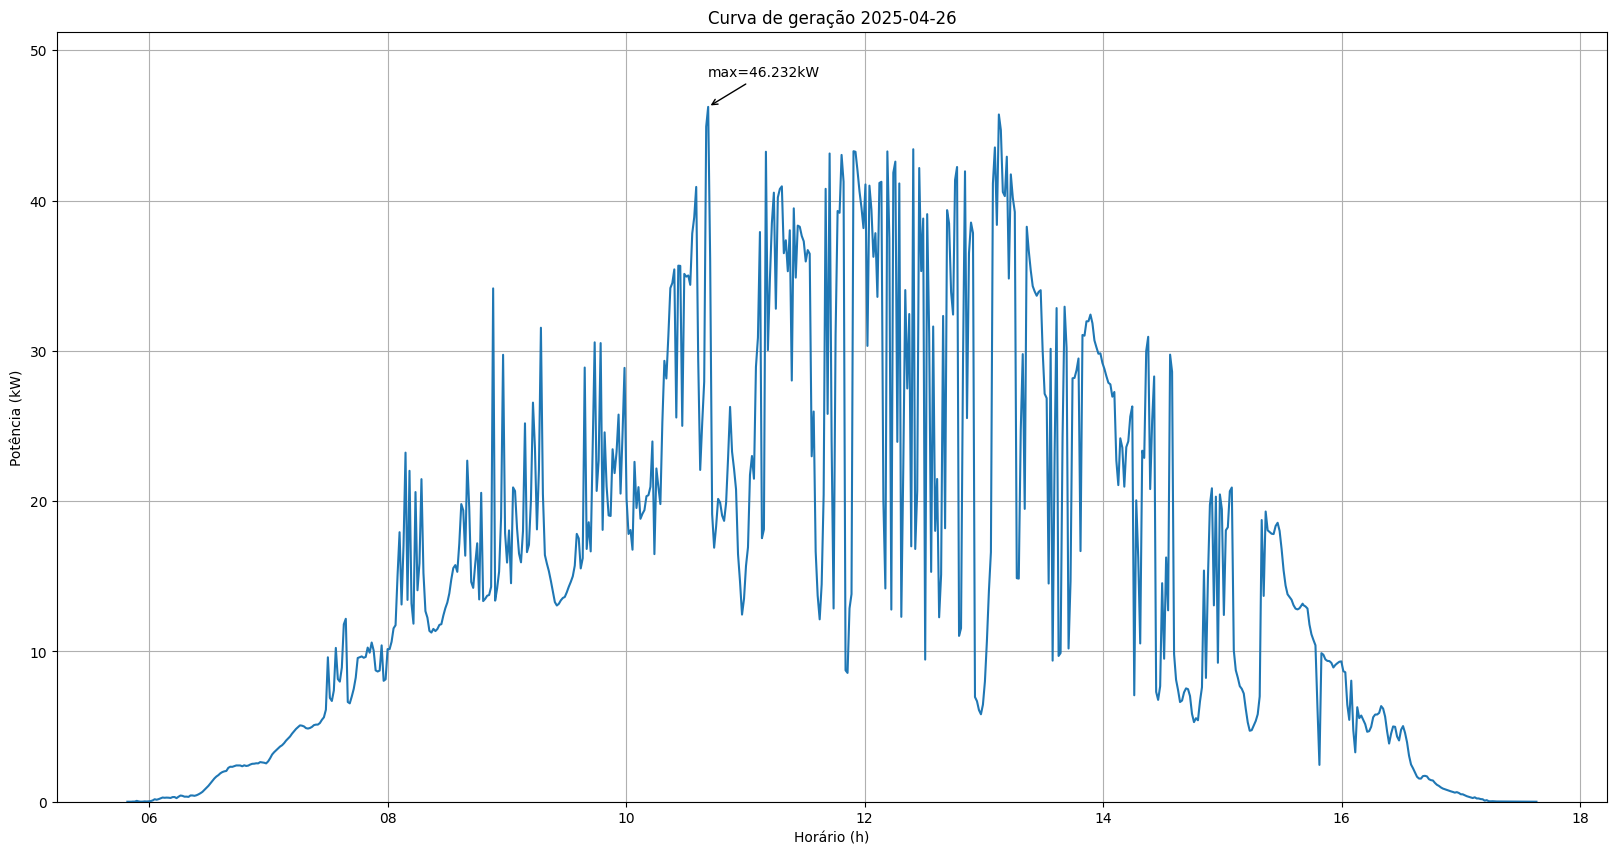 Curva de geração 2025-04-26
max=46.232kW
Potência (kW)
50
40
30
20
10
0
06 08 10 12 14 16 18
Horário (h)